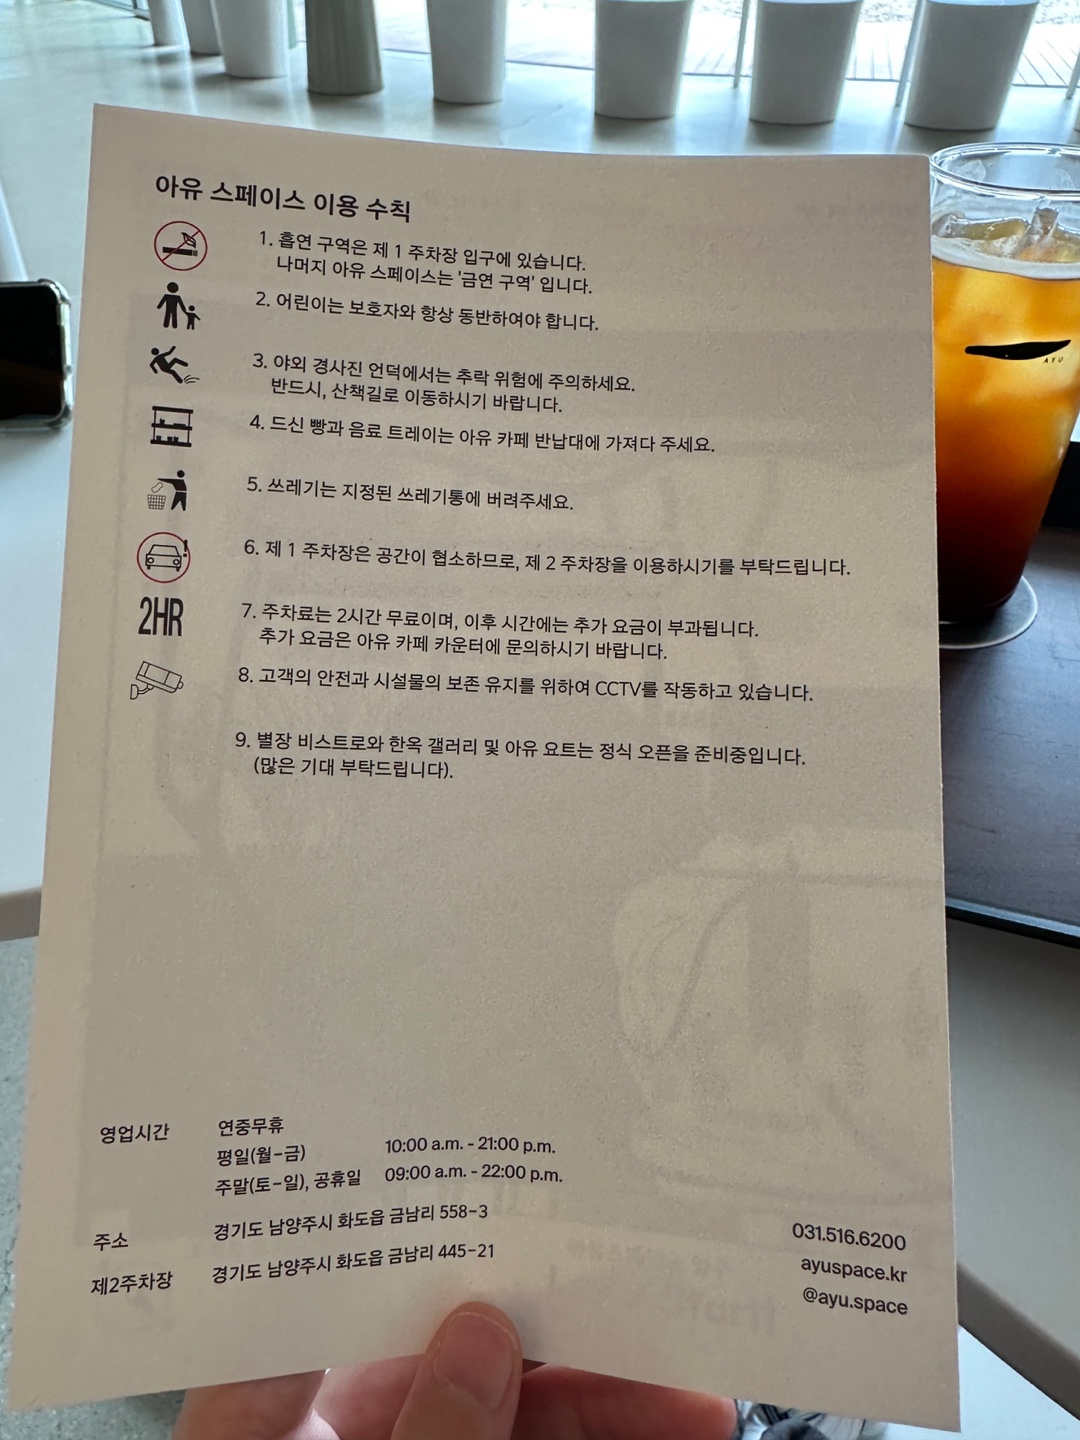 아유 스페이스 이용 수칙
1. 흡연 구역은 제 1 주차장 입구에 있습니다.
나머지 아유 스페이스는 '금연 구역' 입니다.
2. 어린이는 보호자와 항상 동반하여야 합니다.
3. 야외 경사진 언덕에서는 추락 위험에 주의하세요.
반드시, 산책길로 이동하시기 바랍니다.
4. 드신 빵과 음료 트레이는 아유 카페 반납대에 가져다 주세요.
5. 쓰레기는 지정된 쓰레기통에 버려주세요.
6. 제 1 주차장은 공간이 협소하므로, 제 2 주차장을 이용하시기를 부탁드립니다.
2HR
7. 주차료는 2시간 무료이며, 이후 시간에는 추가 요금이 부과됩니다.
추가 요금은 아유 카페 카운터에 문의하시기 바랍니다.
8. 고객의 안전과 시설물의 보존 유지를 위하여 CCTV를 작동하고 있습니다.
9. 별장 비스트로와 한옥 갤러리 및 아유 요트는 정식 오픈을 준비중입니다.
(많은 기대 부탁드립니다).
영업시간 연중무휴
평일(월-금) 10:00 a.m. - 21:00 p.m.
주말(토-일), 공휴일 09:00 a.m. - 22:00 p.m.
주소 경기도 남양주시 화도읍 금남리 558-3
제2주차장 경기도 남양주시 화도읍 금남리 445-21
031.516.6200
ayuspace.kr
@ayu.space
AYU